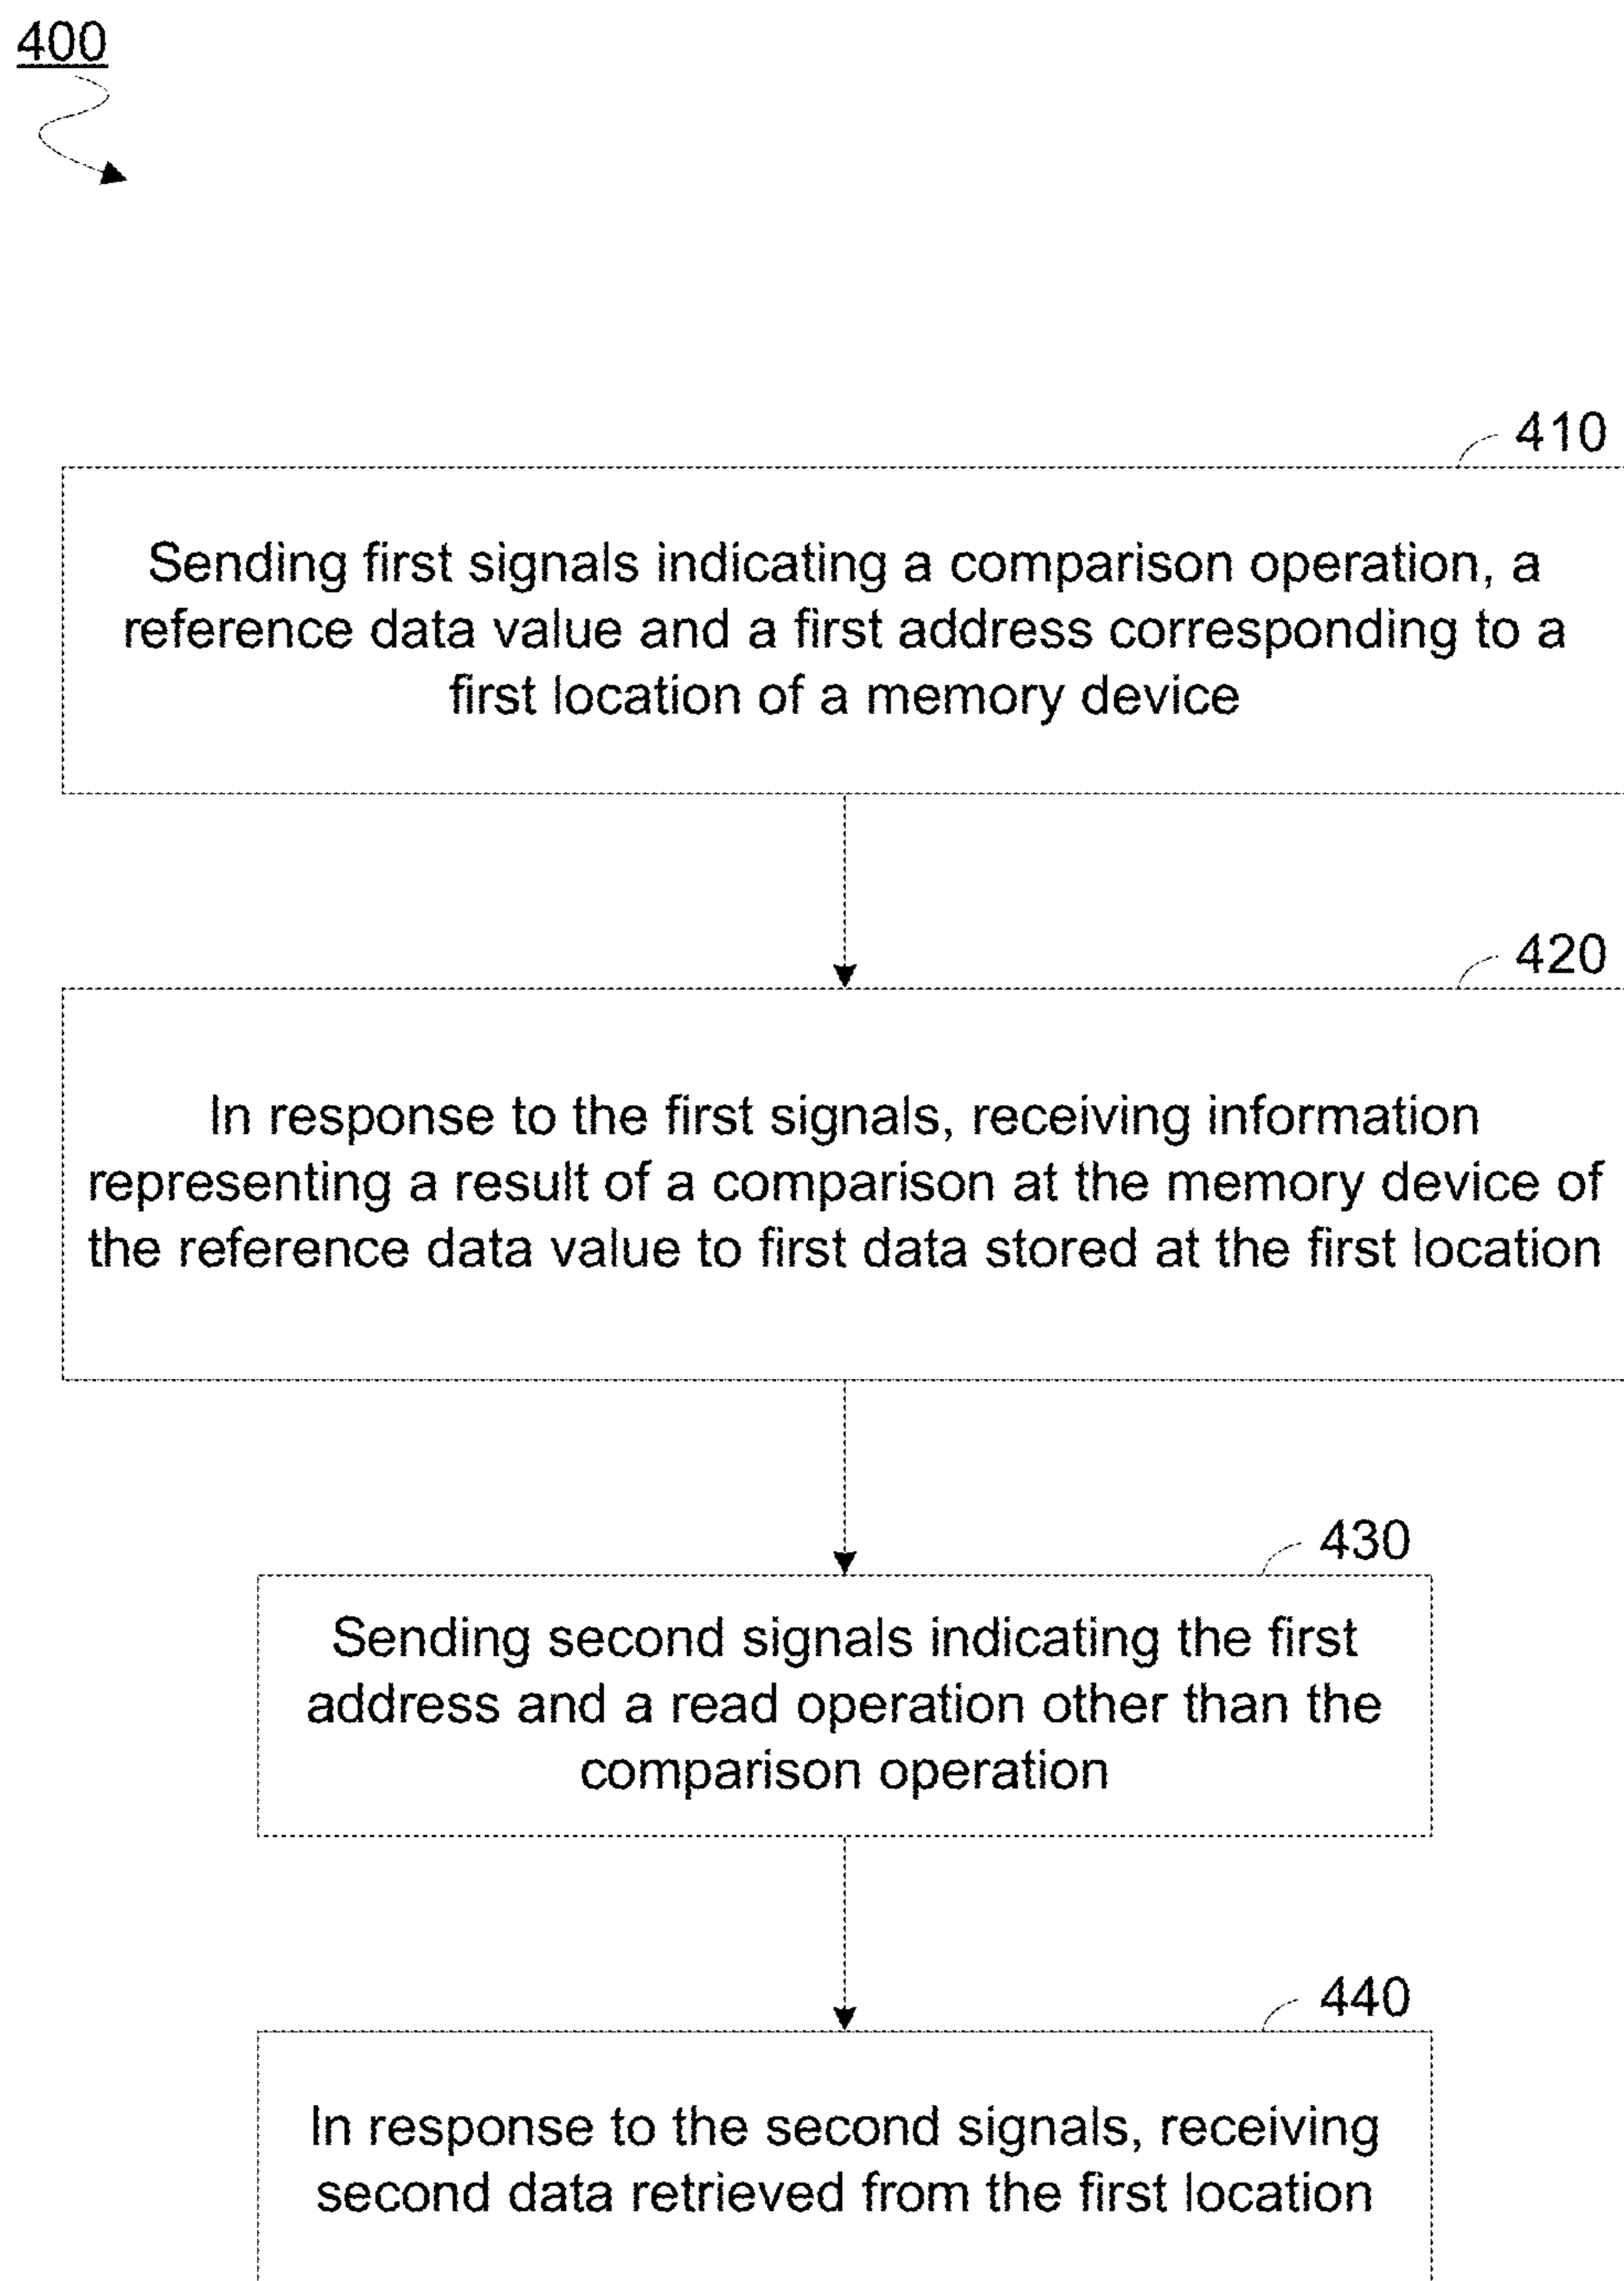 400
410
Sending first signals indicating a comparison operation, a
reference data value and a first address corresponding to a
first location of a memory device
420
In response to the first signals, receiving information
representing a result of a comparison at the memory device of
the reference data value to first data stored at the first location
430
Sending second signals indicating the first
address and a read operation other than the
comparison operation
440
In response to the second signals, receiving
second data retrieved from the first location